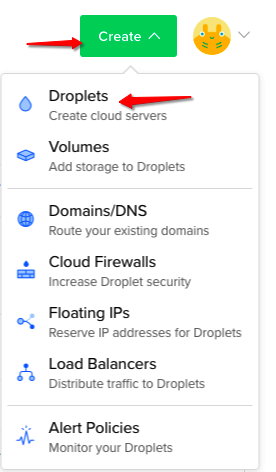 Create
Droplets
Create cloud servers
Volumes
Add storage to Droplets
Domains/DNS
Route your existing domains
Cloud Firewalls
Increase Droplet security
Floating IPs
Reserve IP addresses for Droplets
Load Balancers
Distribute traffic to Droplets
Alert Policies
Monitor your Droplets